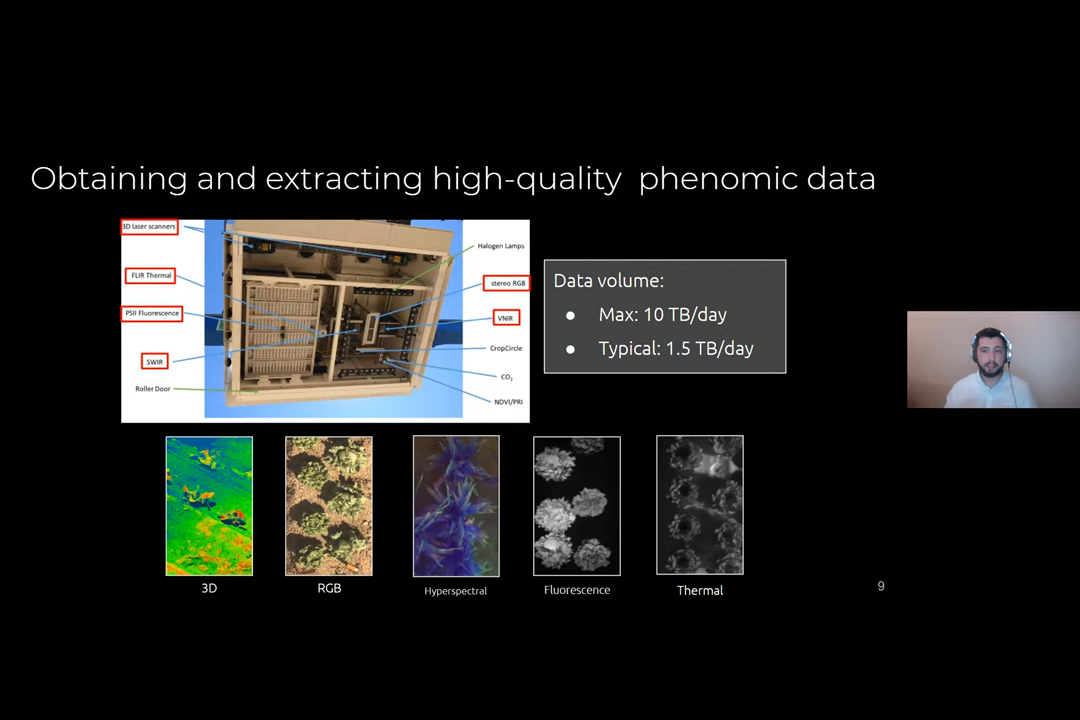 Obtaining and extracting high-quality phenomic data
3D laser scanners
Halogen Lamps
FLIR Thermal
stereo RGB
PSII Fluorescence
VNIR
CropCircle
SWIR
CO2
Roller Door
NDVI/PRI
Data volume:
● Max: 10 TB/day
● Typical: 1.5 TB/day
3D
RGB
Hyperspectral
Fluorescence
Thermal
9